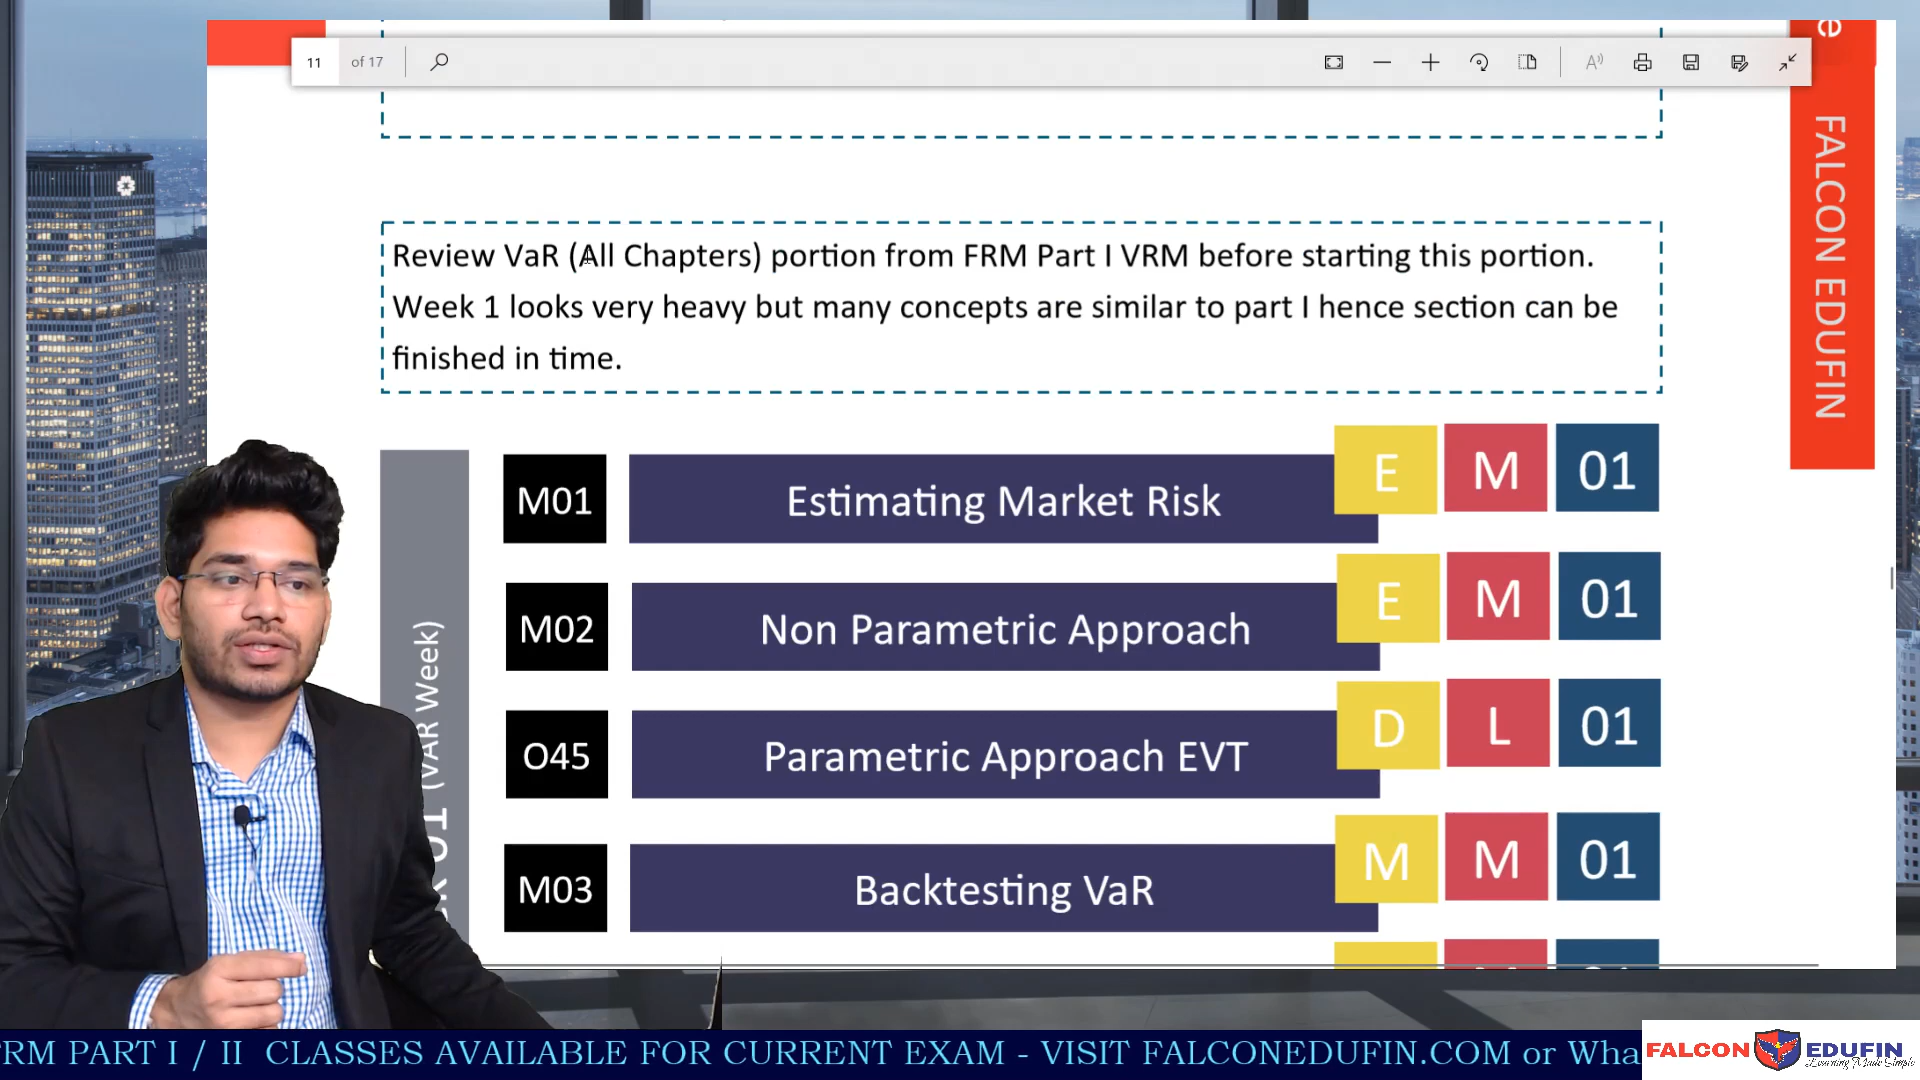 11 of 17
e
FALCON EDUFIN
Review VaR (All Chapters) portion from FRM Part I VRM before starting this portion.
Week 1 looks very heavy but many concepts are similar to part I hence section can be
finished in time.
(VAR Week)
M01 Estimating Market Risk E M 01
M02 Non Parametric Approach E M 01
O45 Parametric Approach EVT D L 01
M03 Backtesting VaR M M 01
RM PART I / II CLASSES AVAILABLE FOR CURRENT EXAM - VISIT FALCONEDUFIN.COM or Wha
FALCON EDUFIN
Learning Made Simple